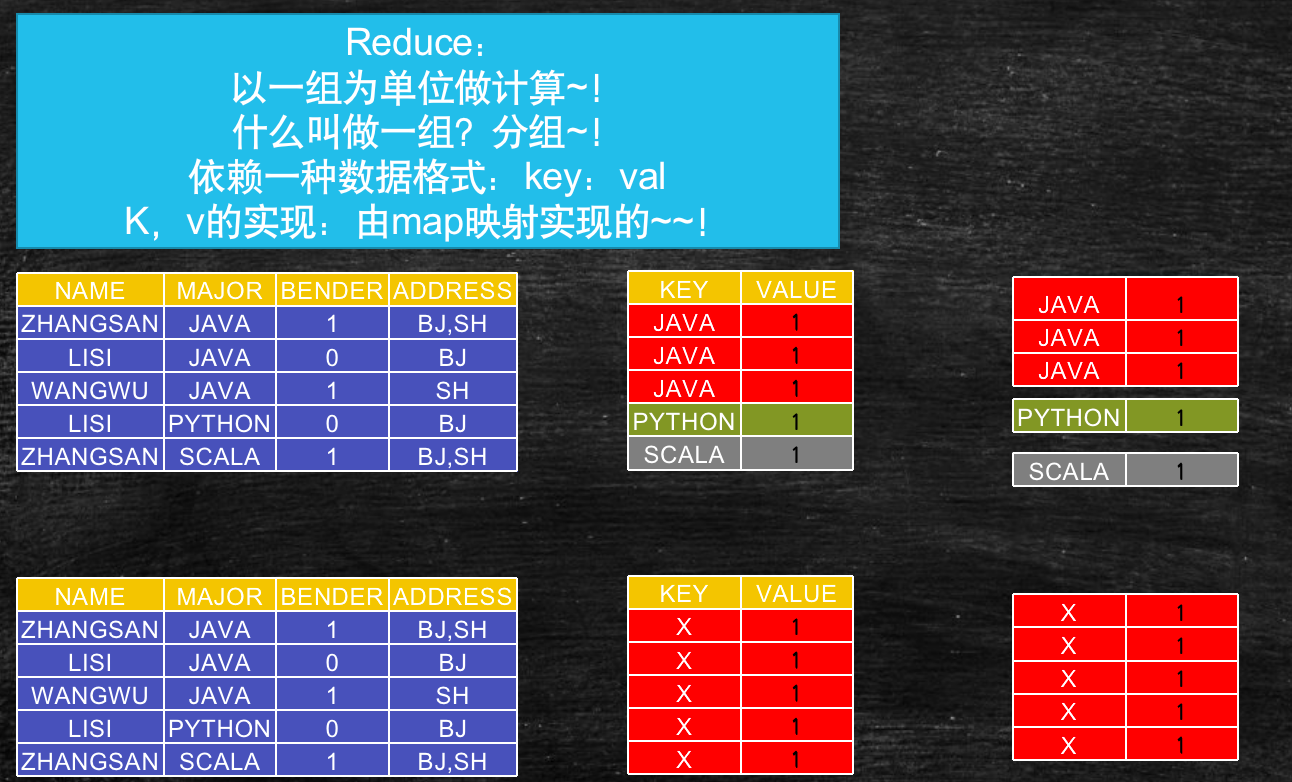 Reduce：
以一组为单位做计算~!
什么叫做一组？分组~!
依赖一种数据格式：key：val
K，v的实现：由map映射实现的~~!
NAME MAJOR BENDER ADDRESS
ZHANGSAN JAVA 1 BJ,SH
LISI JAVA 0 BJ
WANGWU JAVA 1 SH
LISI PYTHON 0 BJ
ZHANGSAN SCALA 1 BJ,SH
KEY VALUE
JAVA 1
JAVA 1
JAVA 1
PYTHON 1
SCALA 1
JAVA 1
JAVA 1
JAVA 1
PYTHON 1
SCALA 1
NAME MAJOR BENDER ADDRESS
ZHANGSAN JAVA 1 BJ,SH
LISI JAVA 0 BJ
WANGWU JAVA 1 SH
LISI PYTHON 0 BJ
ZHANGSAN SCALA 1 BJ,SH
KEY VALUE
X 1
X 1
X 1
X 1
X 1
X 1
X 1
X 1
X 1
X 1